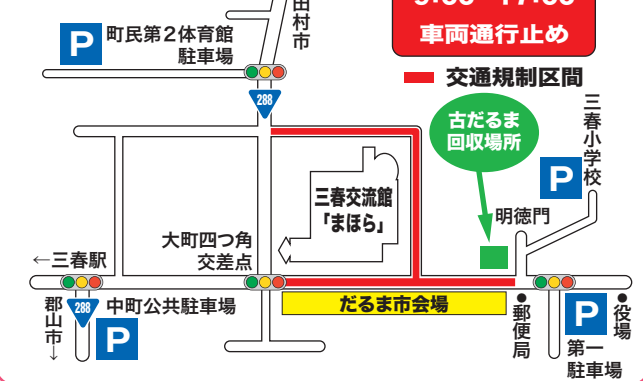 田村市
9:00〜17:00
車両通行止め
交通規制区間
P
町民第2体育館
駐車場
288
古だるま
回収場所
三春小学校
P
明徳門
三春交流館
「まほら」
大町四つ角
交差点
←三春駅
288
郡山市→
中町公共駐車場
P
だるま市会場
●郵便局
P
第一
駐車場
●役場